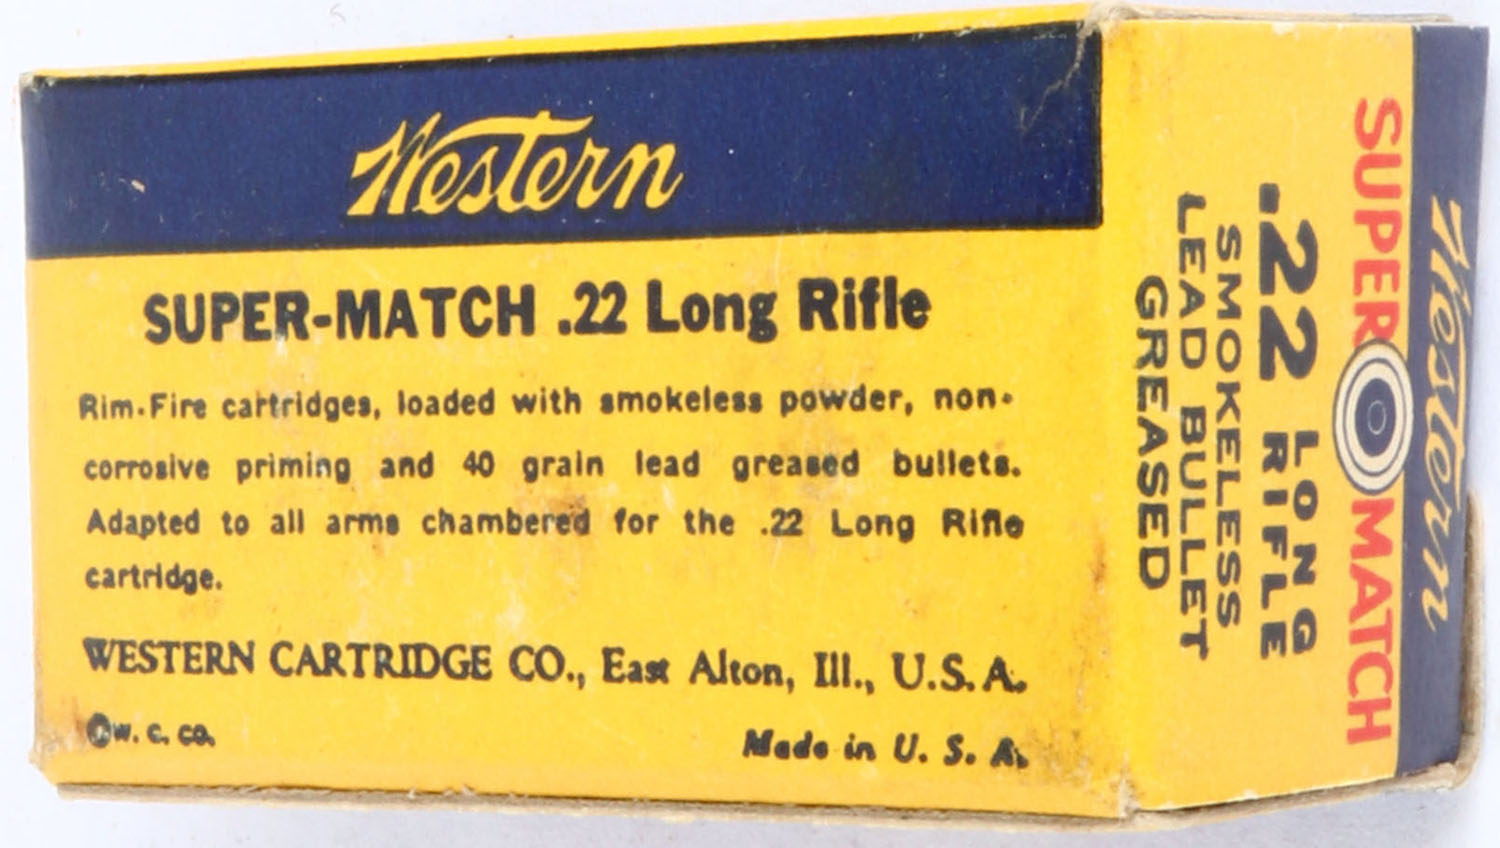 Western
SUPER-MATCH .22 Long Rifle
Rim-Fire cartridges, loaded with smokeless powder, non-
corrosive priming and 40 grain lead greased bullets.
Adapted to all arms chambered for the .22 Long Rifle
cartridge.
WESTERN CARTRIDGE CO., East Alton, Ill., U.S.A.
©W. C. CO.
Made in U. S. A.
Western
SUPER MATCH
.22 LONG RIFLE
SMOKELESS
LEAD BULLET
GREASED